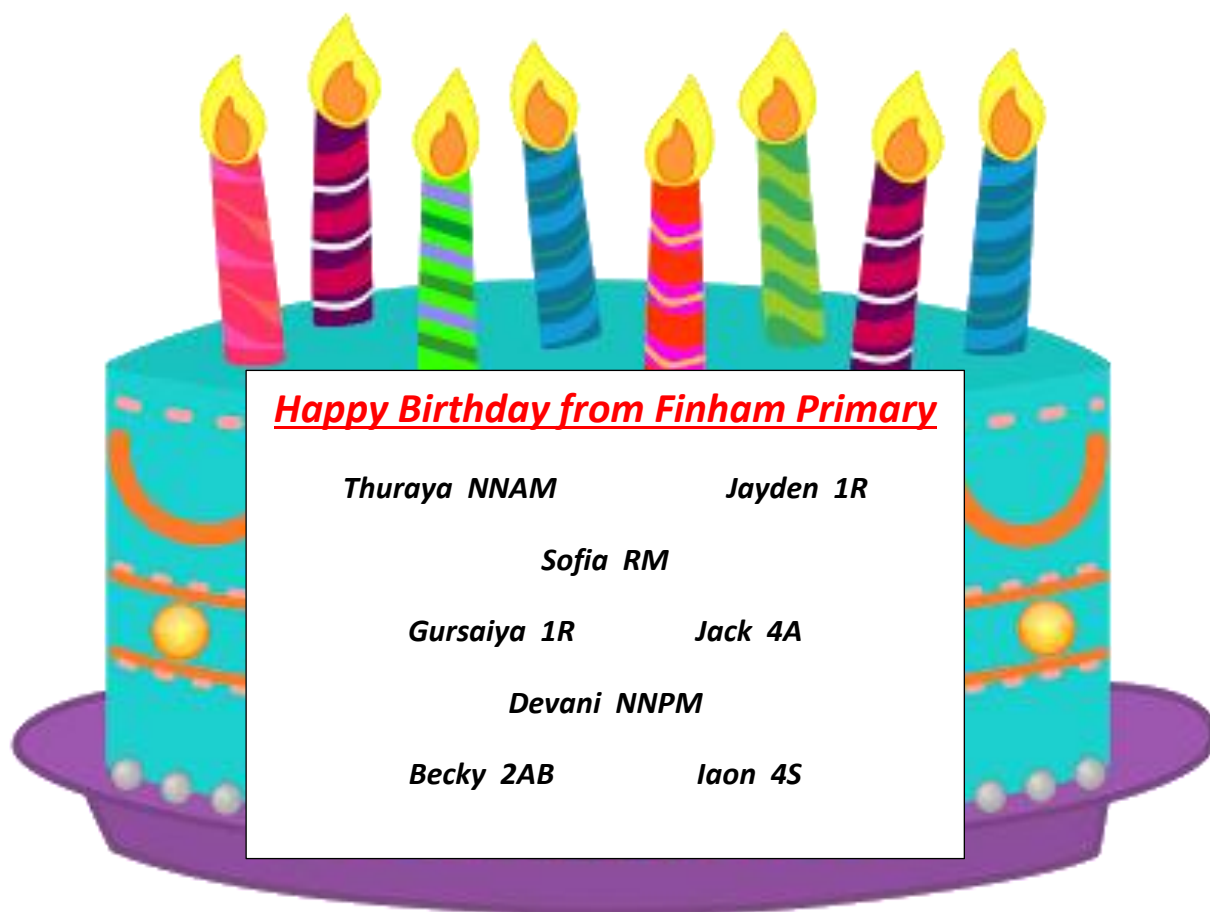 Happy Birthday from Finham Primary
Thuraya NNAM Jayden 1R
Sofia RM
Gursaiya 1R Jack 4A
Devani NNPM
Becky 2AB Iaon 4S